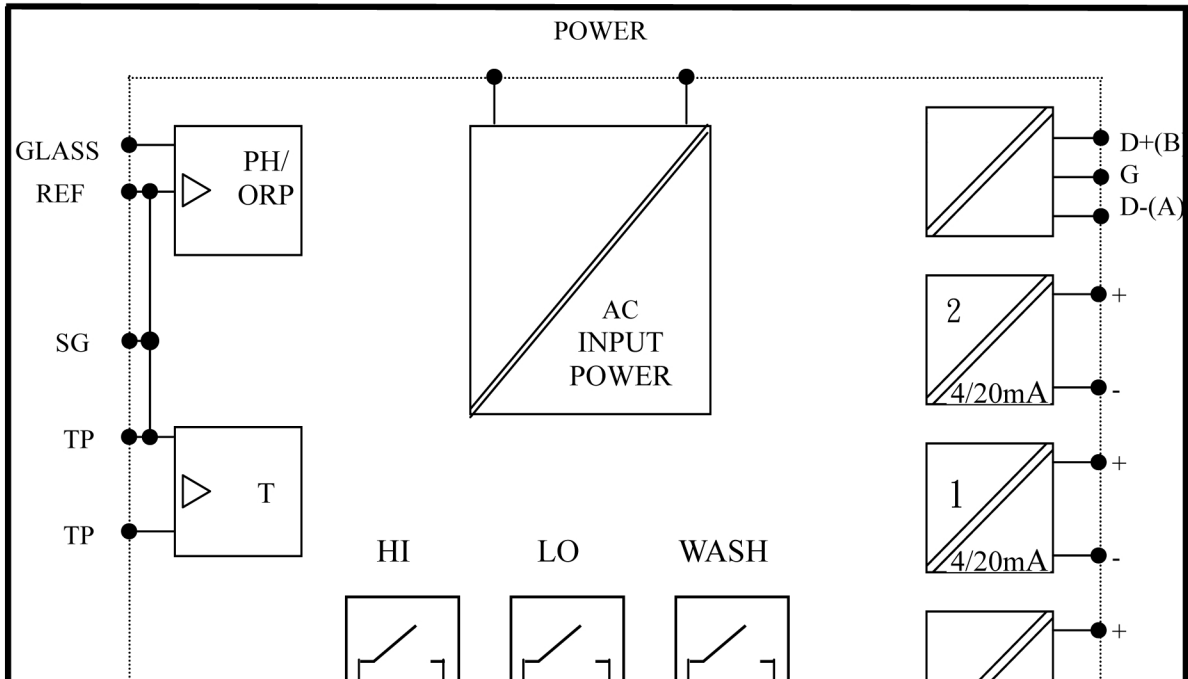 POWER
GLASS
REF
PH/
ORP
SG
TP
T
TP
AC
INPUT
POWER
D+(B
G
D-(A)
2
4/20mA
+
-
1
4/20mA
+
-
+
HI
LO
WASH